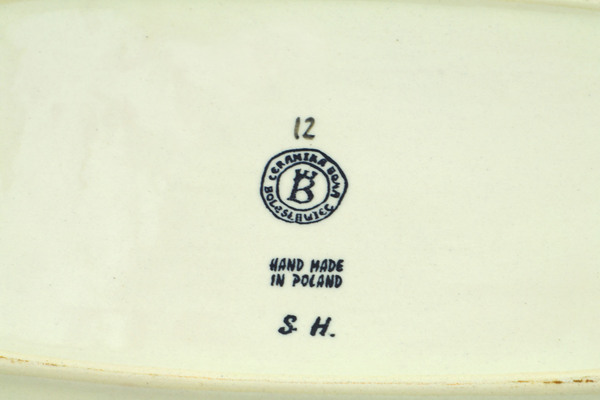 12
CERAMIKA BONA
BOLESŁAWIEC
B
HAND MADE
IN POLAND
S. H.